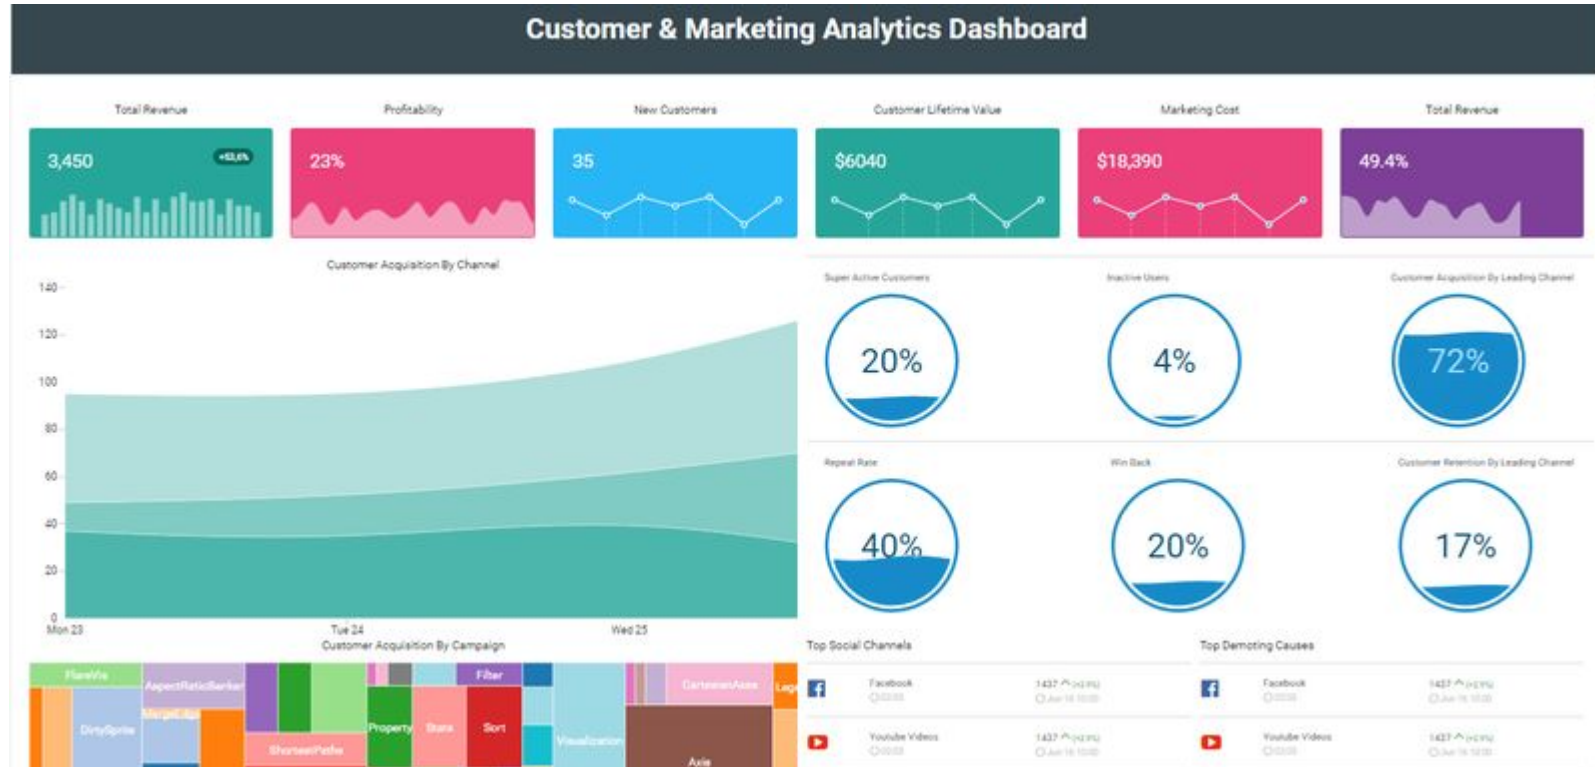 Customer & Marketing Analytics Dashboard
Total Revenue
Profitability
New Customers
Customer Lifetime Value
Marketing Cost
Total Revenue
3,450
+53,6%
23%
35
$6040
$18,390
49.4%
Customer Acquisition By Channel
140
120
100
80
60
40
20
0
Mon 23
Tue 24
Wed 25
Super Active Customers
Inactive Users
Customer Acquisition By Leading Channel
20%
4%
72%
Repeat Rate
Win Back
Customer Retention By Leading Channel
40%
20%
17%
Customer Acquisition By Campaign
FlareVis
AspectRatioBanker
Filter
CartesianAxes
Lege
DirtySprite
MergeEdge
Property
Stats
Sort
ShortestPaths
Visualization
Axis
Top Social Channels
Top Demoting Causes
Facebook
1437
Facebook
1437
Youtube Videos
1437
Youtube Videos
1437